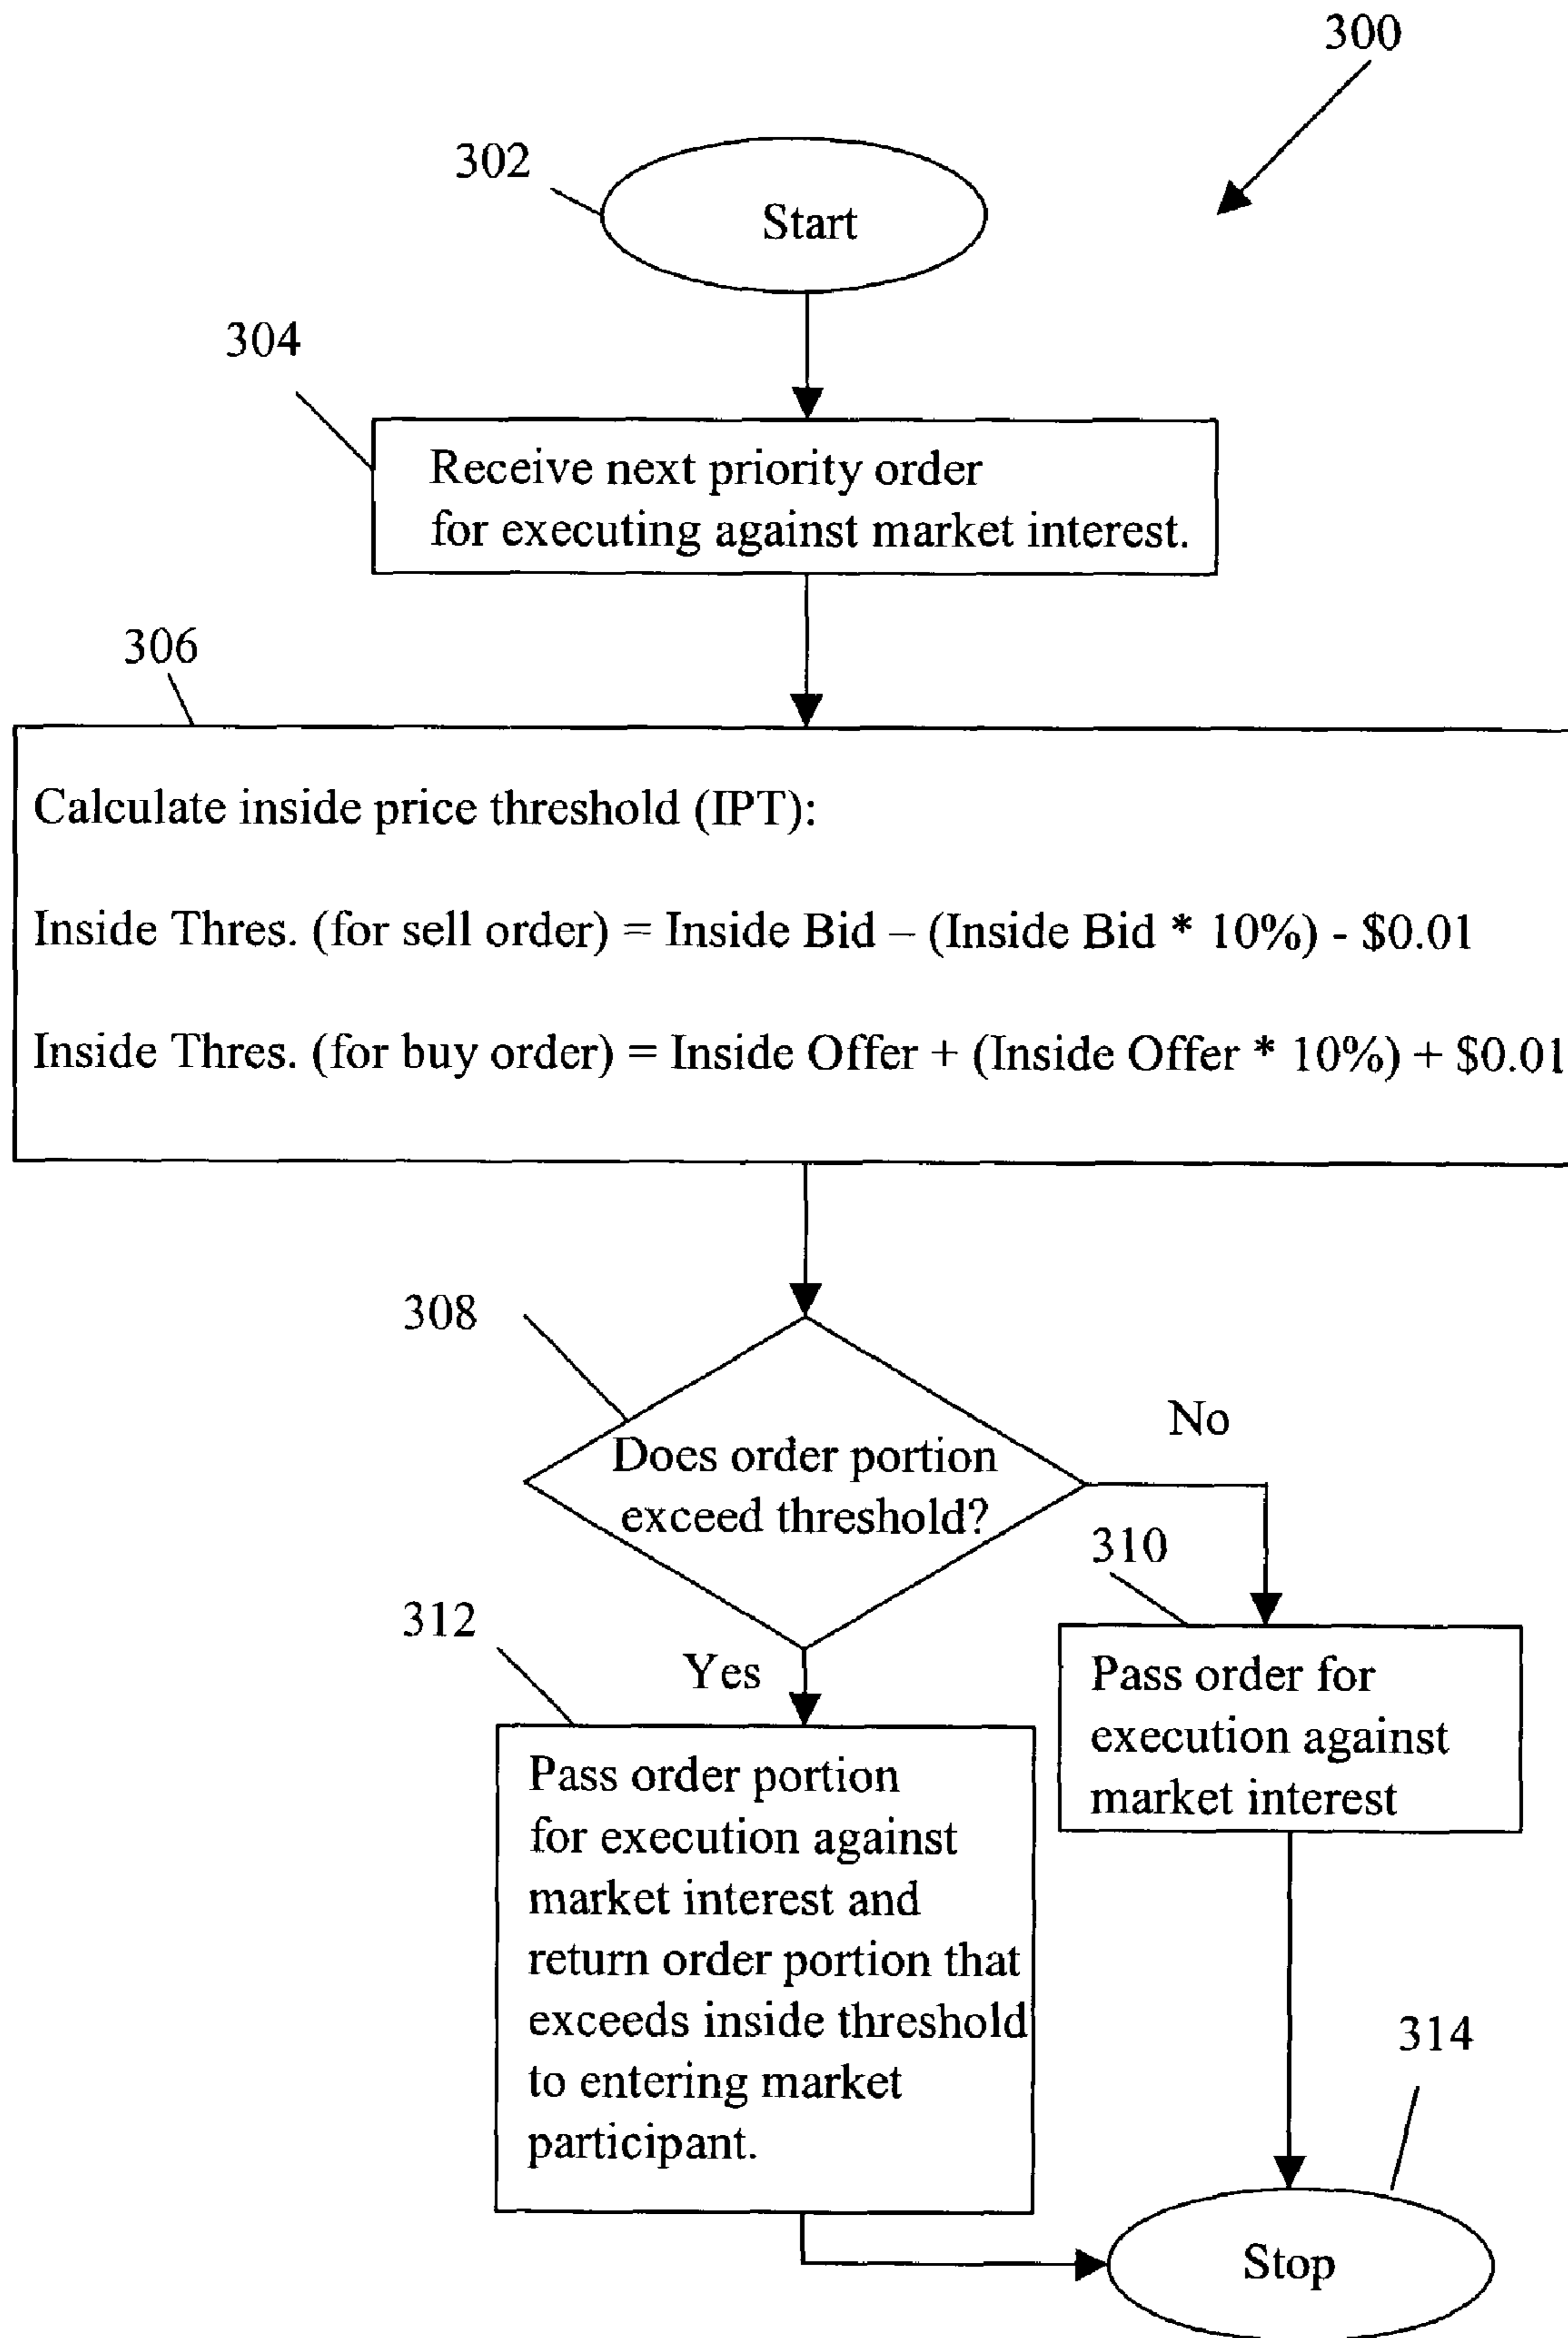 300
302
Start
304
Receive next priority order
for executing against market interest.
306
Calculate inside price threshold (IPT):
Inside Thres. (for sell order) = Inside Bid – (Inside Bid * 10%) - $0.01
Inside Thres. (for buy order) = Inside Offer + (Inside Offer * 10%) + $0.01
308
Does order portion
exceed threshold?
No
310
Pass order for
execution against
market interest
312
Yes
Pass order portion
for execution against
market interest and
return order portion that
exceeds inside threshold
to entering market
participant.
314
Stop